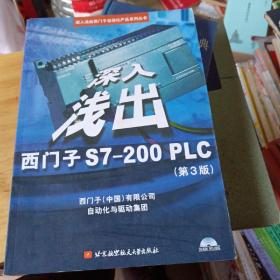 深入浅出西门子自动化产品系列丛书
深入
浅出
西门子 S7-200 PLC
(第3版)
西门子(中国)有限公司
自动化与驱动集团
北京航空航天大学出版社